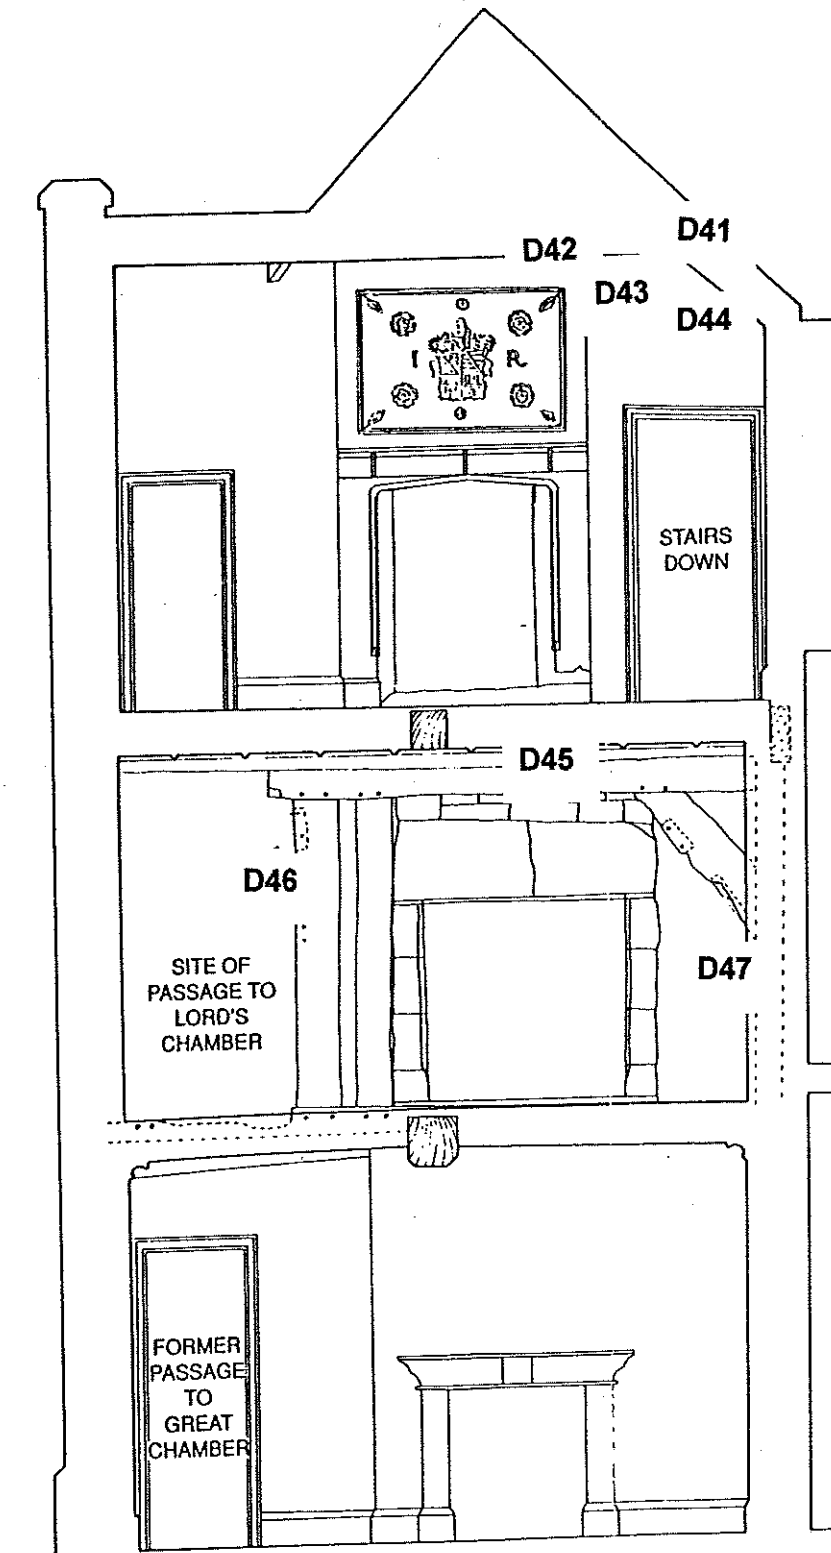 D41
D42
D43
D44
I R
STAIRS
DOWN
D45
D46
SITE OF
PASSAGE TO
LORD'S
CHAMBER
D47
FORMER
PASSAGE
TO
GREAT
CHAMBER